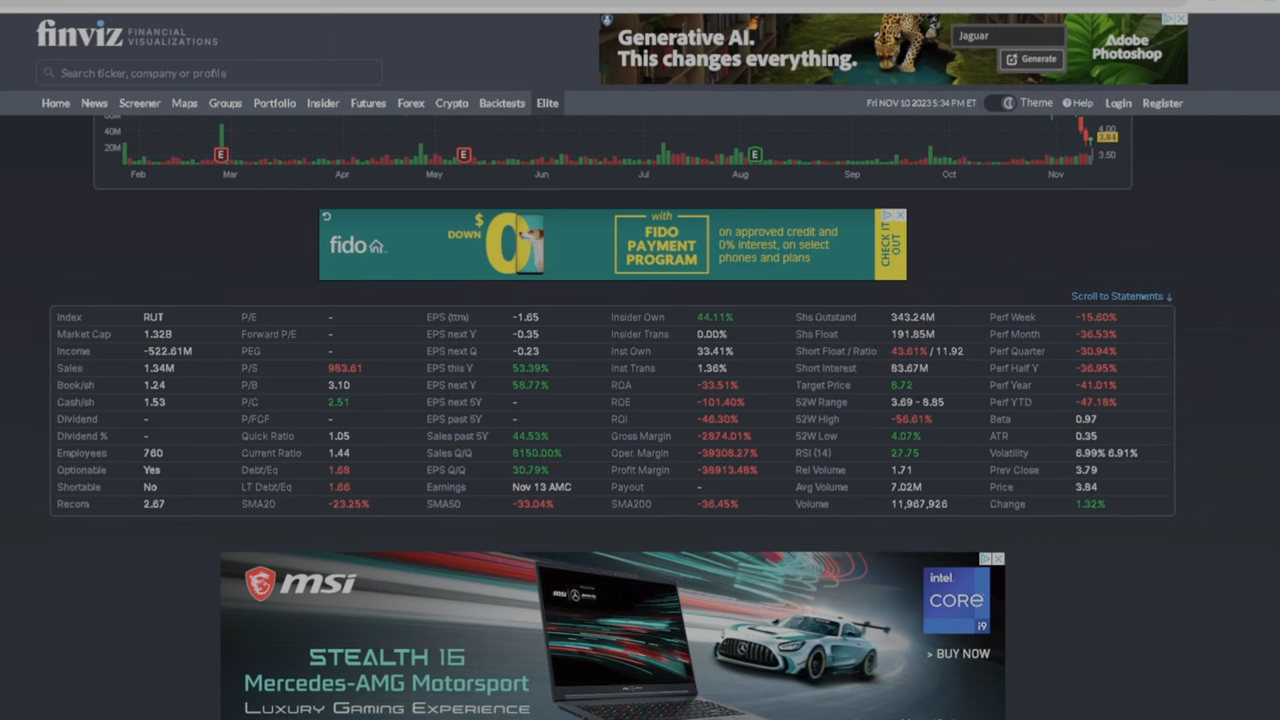 finviz FINANCIAL VISUALIZATIONS
Search ticker, company or profile
Generative AI.
This changes everything.
Jaguar
Generate
Adobe
Photoshop
Home News Screener Maps Groups Portfolio Insider Futures Forex Crypto Backtests Elite
Fri NOV 10 2023 5:34 PM ET Theme Help Login Register
60M
40M
20M
E E E
4.00
3.84
3.50
Feb Mar Apr May Jun Jul Aug Sep Oct Nov
fido
$ 0 DOWN
with
FIDO
PAYMENT
PROGRAM
on approved credit and
0% interest, on select
phones and plans
CHECK IT
OUT
Scroll to Statements ↓
Index RUT P/E - EPS (ttm) -1.65 Insider Own 44.11% Shs Outstand 343.24M Perf Week -15.60%
Market Cap 1.32B Forward P/E - EPS next Y -0.35 Insider Trans 0.00% Shs Float 191.85M Perf Month -36.53%
Income -522.61M PEG - EPS next Q -0.23 Inst Own 33.41% Short Float / Ratio 43.61% / 11.92 Perf Quarter -30.94%
Sales 1.34M P/S 983.61 EPS this Y 53.39% Inst Trans 1.36% Short Interest 83.67M Perf Half Y -36.95%
Book/sh 1.24 P/B 3.10 EPS next Y 58.77% ROA -33.51% Target Price 8.72 Perf Year -41.01%
Cash/sh 1.53 P/C 2.51 EPS next 5Y - ROE -101.40% 52W Range 3.69 - 8.85 Perf YTD -47.18%
Dividend - P/FCF - EPS past 5Y - ROI -46.30% 52W High -56.61% Beta 0.97
Dividend % - Quick Ratio 1.05 Sales past 5Y 44.53% Gross Margin -2874.01% 52W Low 4.07% ATR 0.35
Employees 760 Current Ratio 1.44 Sales Q/Q 8150.00% Oper. Margin -39308.27% RSI (14) 27.75 Volatility 6.99% 6.91%
Optionable Yes Debt/Eq 1.68 EPS Q/Q 30.79% Profit Margin -38913.48% Rel Volume 1.71 Prev Close 3.79
Shortable No LT Debt/Eq 1.66 Earnings Nov 13 AMC Payout - Avg Volume 7.02M Price 3.84
Recom 2.67 SMA20 -23.25% SMA50 -33.04% SMA200 -36.45% Volume 11,967,926 Change 1.32%
msi
intel.
CORE
i9
STEALTH 16
Mercedes-AMG Motorsport
LUXURY GAMING EXPERIENCE
> BUY NOW